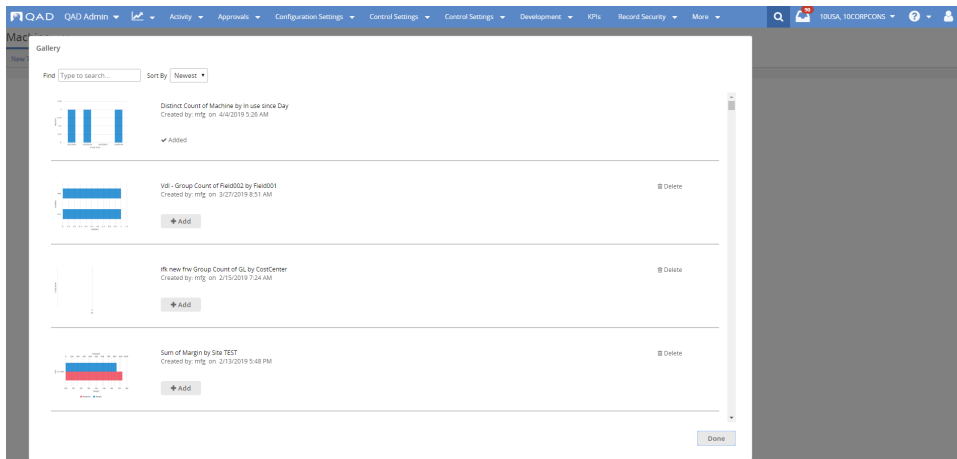 QAD QAD Admin Activity Approvals Configuration Settings Control Settings Control Settings Development KPIs Record Security More 10USA, 10CORPCONS
Gallery
Find Type to search... Sort By Newest
Distinct Count of Machine by In use since Day
Created by: mfg on 4/4/2019 5:26 AM
Added
Vdl - Group Count of Field002 by Field001
Created by: mfg on 3/27/2019 8:51 AM
Delete
Add
ifk new frw Group Count of GL by CostCenter
Created by: mfg on 2/15/2019 7:24 AM
Delete
Add
Sum of Margin by Site TEST
Created by: mfg on 2/13/2019 5:48 PM
Delete
Add
Done